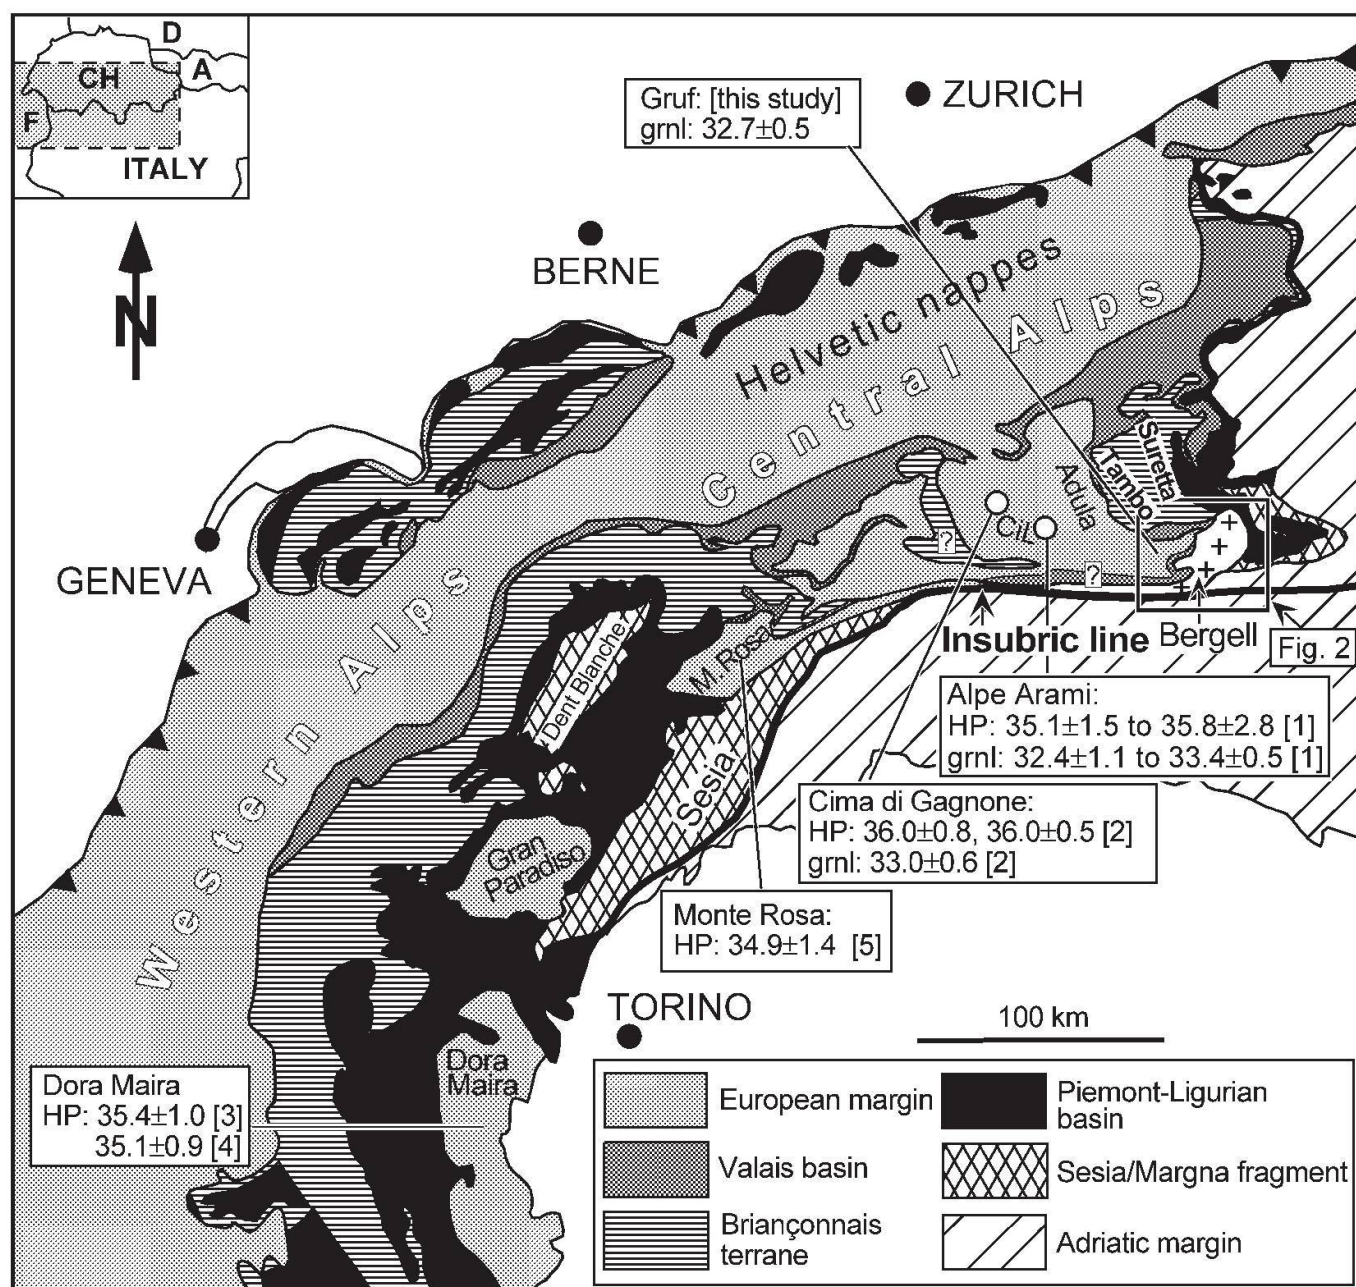 D
CH
A
F
ITALY
N
Gruf: [this study]
grnl: 32.7±0.5
ZURICH
BERNE
GENEVA
Helvetic nappes
Central Alps
Western Alps
Suretta
Tambo
Adula
CiL
?
?
Insubric line
Bergell
Fig. 2
Dent Blanche
M.Rosa
Sesia
Gran
Paradiso
Alpe Arami:
HP: 35.1±1.5 to 35.8±2.8 [1]
grnl: 32.4±1.1 to 33.4±0.5 [1]
Cima di Gagnone:
HP: 36.0±0.8, 36.0±0.5 [2]
grnl: 33.0±0.6 [2]
Monte Rosa:
HP: 34.9±1.4 [5]
TORINO
100 km
Dora
Maira
Dora Maira
HP: 35.4±1.0 [3]
35.1±0.9 [4]
European margin
Valais basin
Briançonnais
terrane
Piemont-Ligurian
basin
Sesia/Margna fragment
Adriatic margin